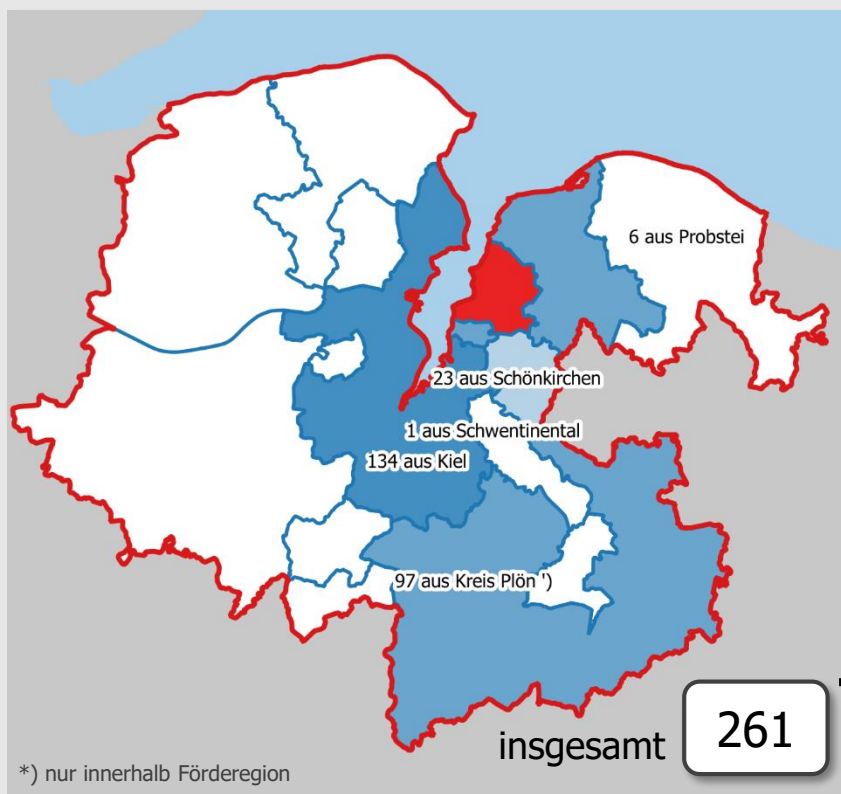 6 aus Probstei
23 aus Schönkirchen
1 aus Schwentinental
134 aus Kiel
97 aus Kreis Plön ')
insgesamt 261
*) nur innerhalb Förderegion